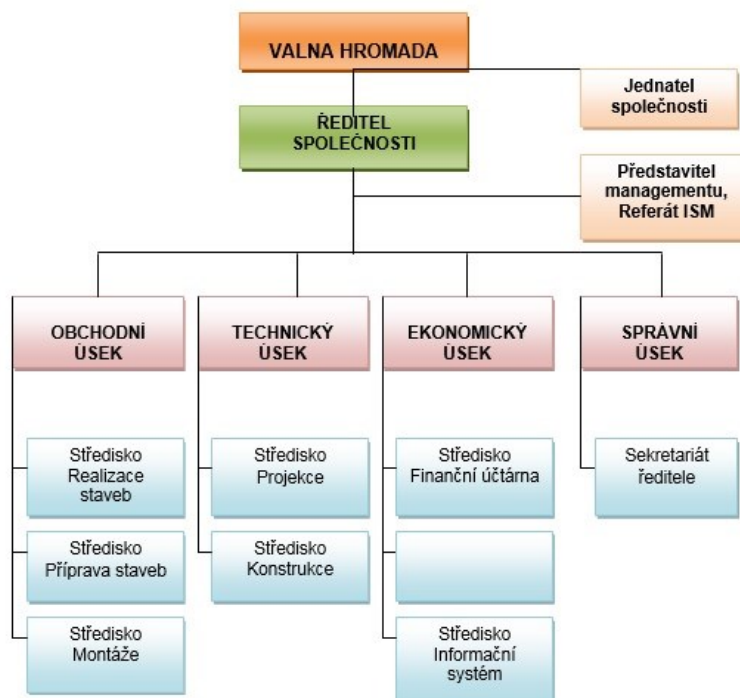 VALNA HROMADA
Jednatel
společnosti
ŘEDITEL
SPOLEČNOSTI
Představitel
managementu,
Referát ISM
OBCHODNÍ
ÚSEK
TECHNICKÝ
ÚSEK
EKONOMICKÝ
ÚSEK
SPRÁVNÍ
ÚSEK
Středisko
Realizace
staveb
Středisko
Projekce
Středisko
Finanční účtárna
Sekretariát
ředitele
Středisko
Příprava staveb
Středisko
Konstrukce
Středisko
Montáže
Středisko
Informační
systém